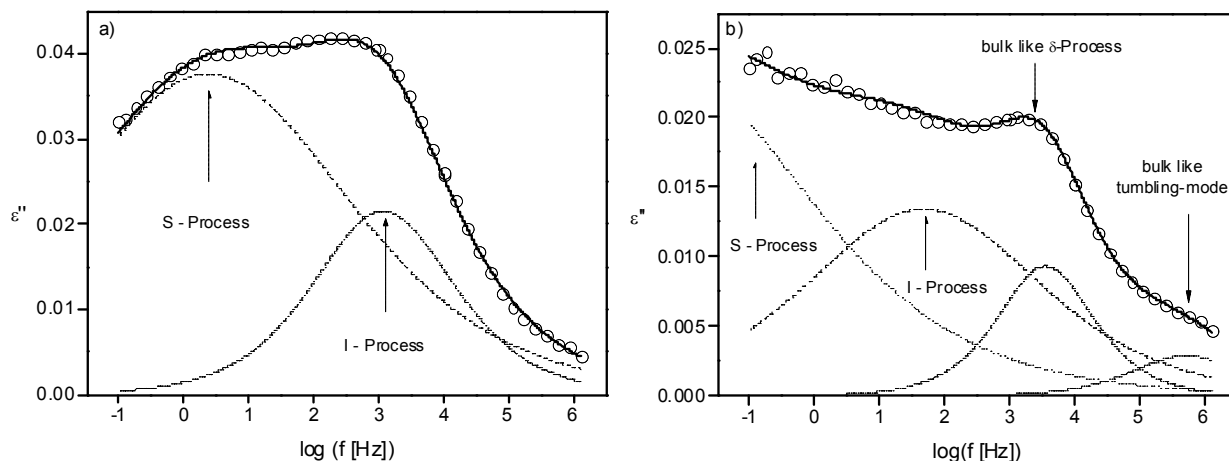 a)
0.04
0.03
0.02
0.01
0.00
ε''
S - Process
I - Process
-1 0 1 2 3 4 5 6
log (f [Hz])
b)
0.025
0.020
0.015
0.010
0.005
0.000
ε''
bulk like δ-Process
bulk like
tumbling-mode
S - Process
I - Process
-1 0 1 2 3 4 5 6
log(f [Hz])